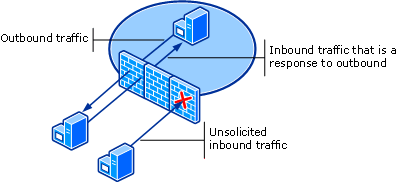 Outbound traffic
Inbound traffic that is a
response to outbound
Unsolicited
inbound traffic